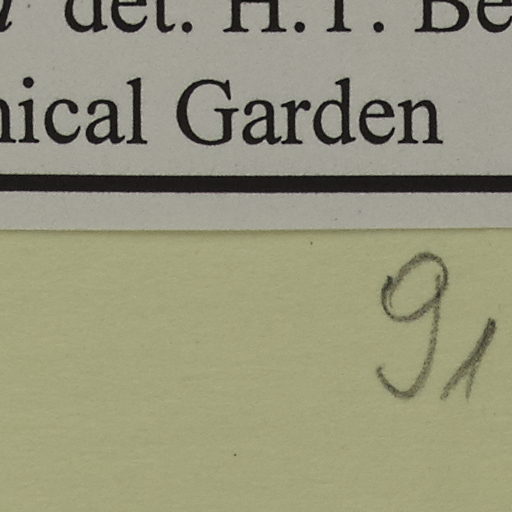 det. H.T. Be
nical Garden
91